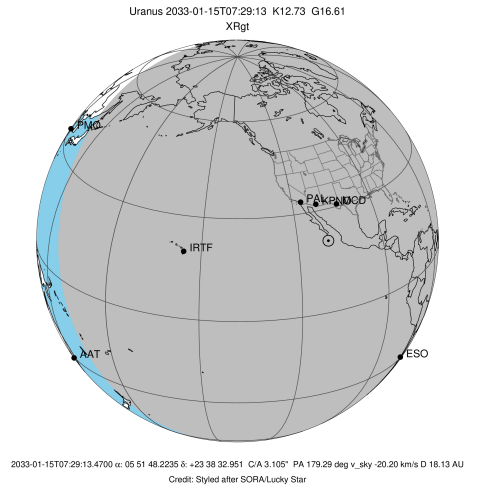 Uranus 2033-01-15T07:29:13 K12.73 G16.61
XRgt
PMO
PAL
KPNO
MCD
IRTF
AAT
ESO
2033-01-15T07:29:13.4700 α: 05 51 48.2235 δ: +23 38 32.951 C/A 3.105" PA 179.29 deg v_sky -20.20 km/s D 18.13 AU
Credit: Styled after SORA/Lucky Star